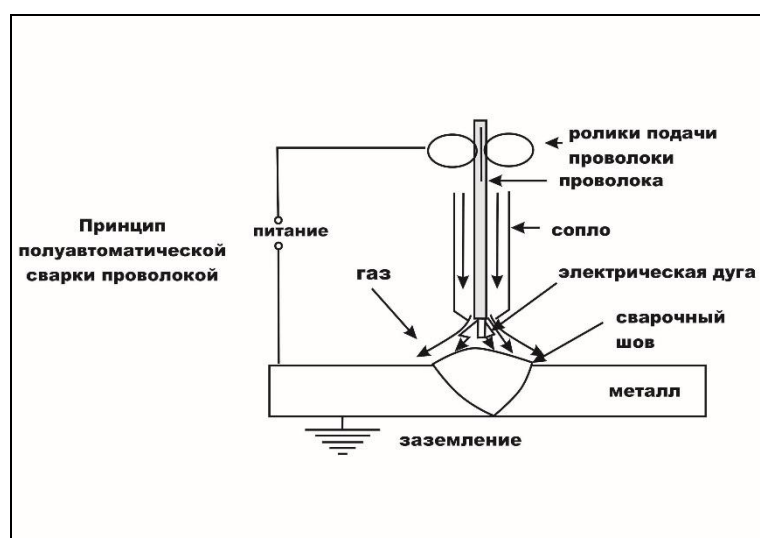 ролики подачи
проволоки
проволока
Принцип
полуавтоматической
сварки проволокой
питание
сопло
газ
электрическая дуга
сварочный
шов
металл
заземление